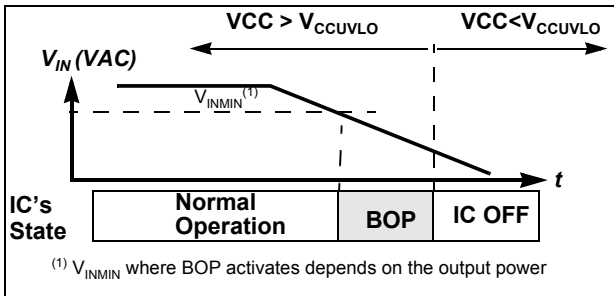 VCC > VCCUVLO VCC<VCCUVLO
VIN (VAC)
VINMIN(1)
t
IC's State Normal Operation BOP IC OFF
(1) VINMIN where BOP activates depends on the output power